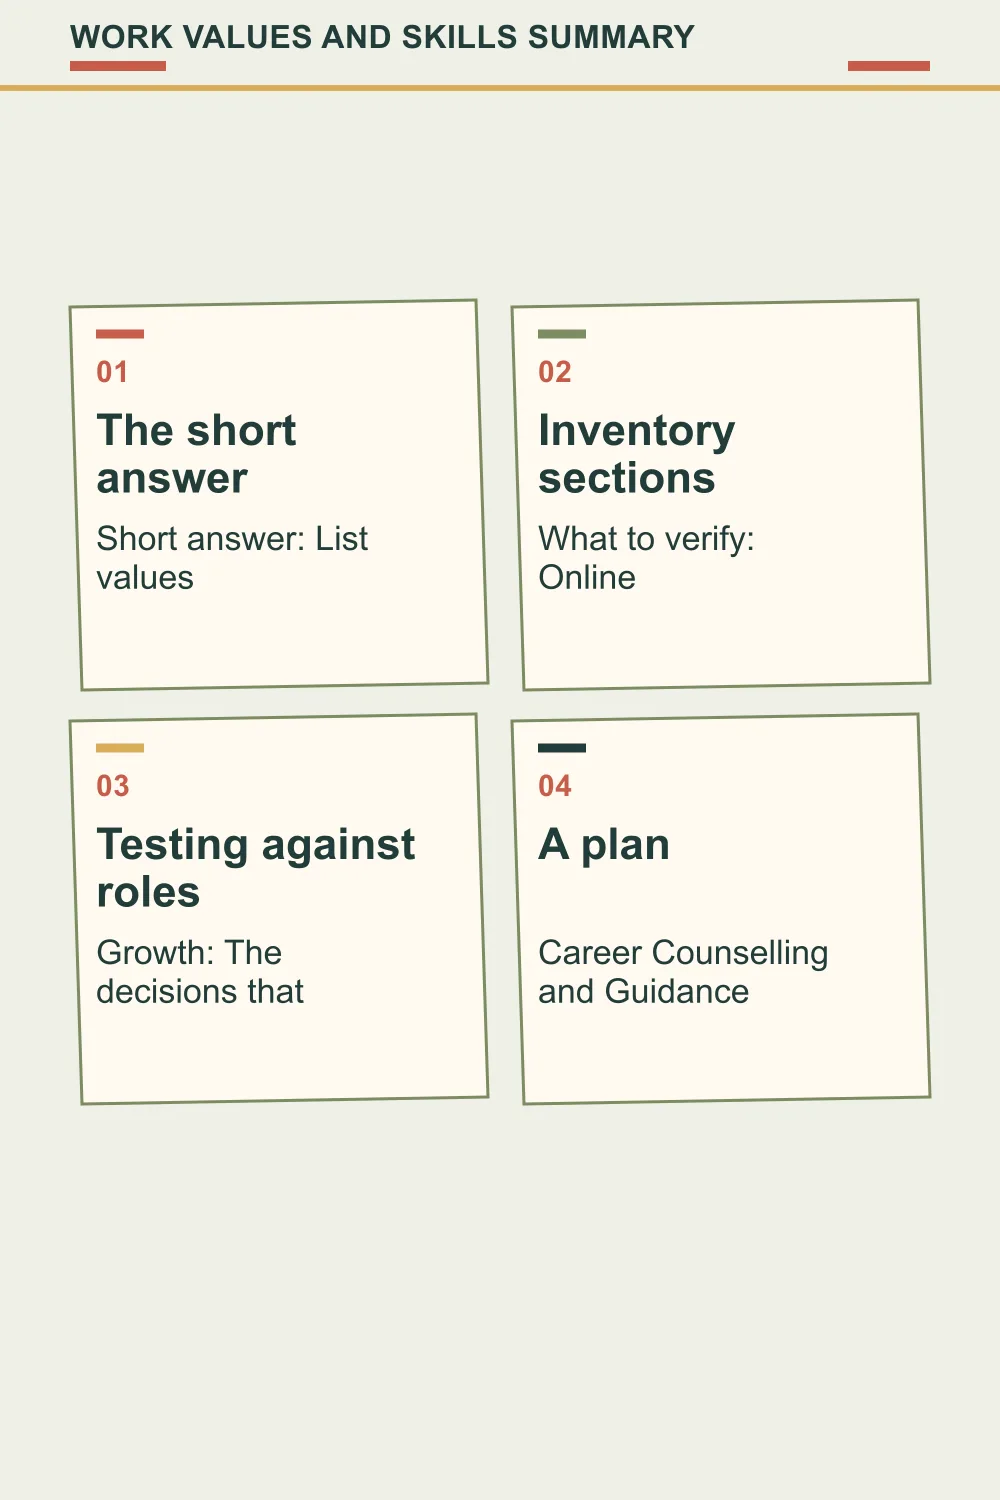 WORK VALUES AND SKILLS SUMMARY
01
The short
answer
Short answer: List
values
02
Inventory
sections
What to verify:
Online
03
Testing against
roles
Growth: The
decisions that
04
A plan
Career Counselling
and Guidance